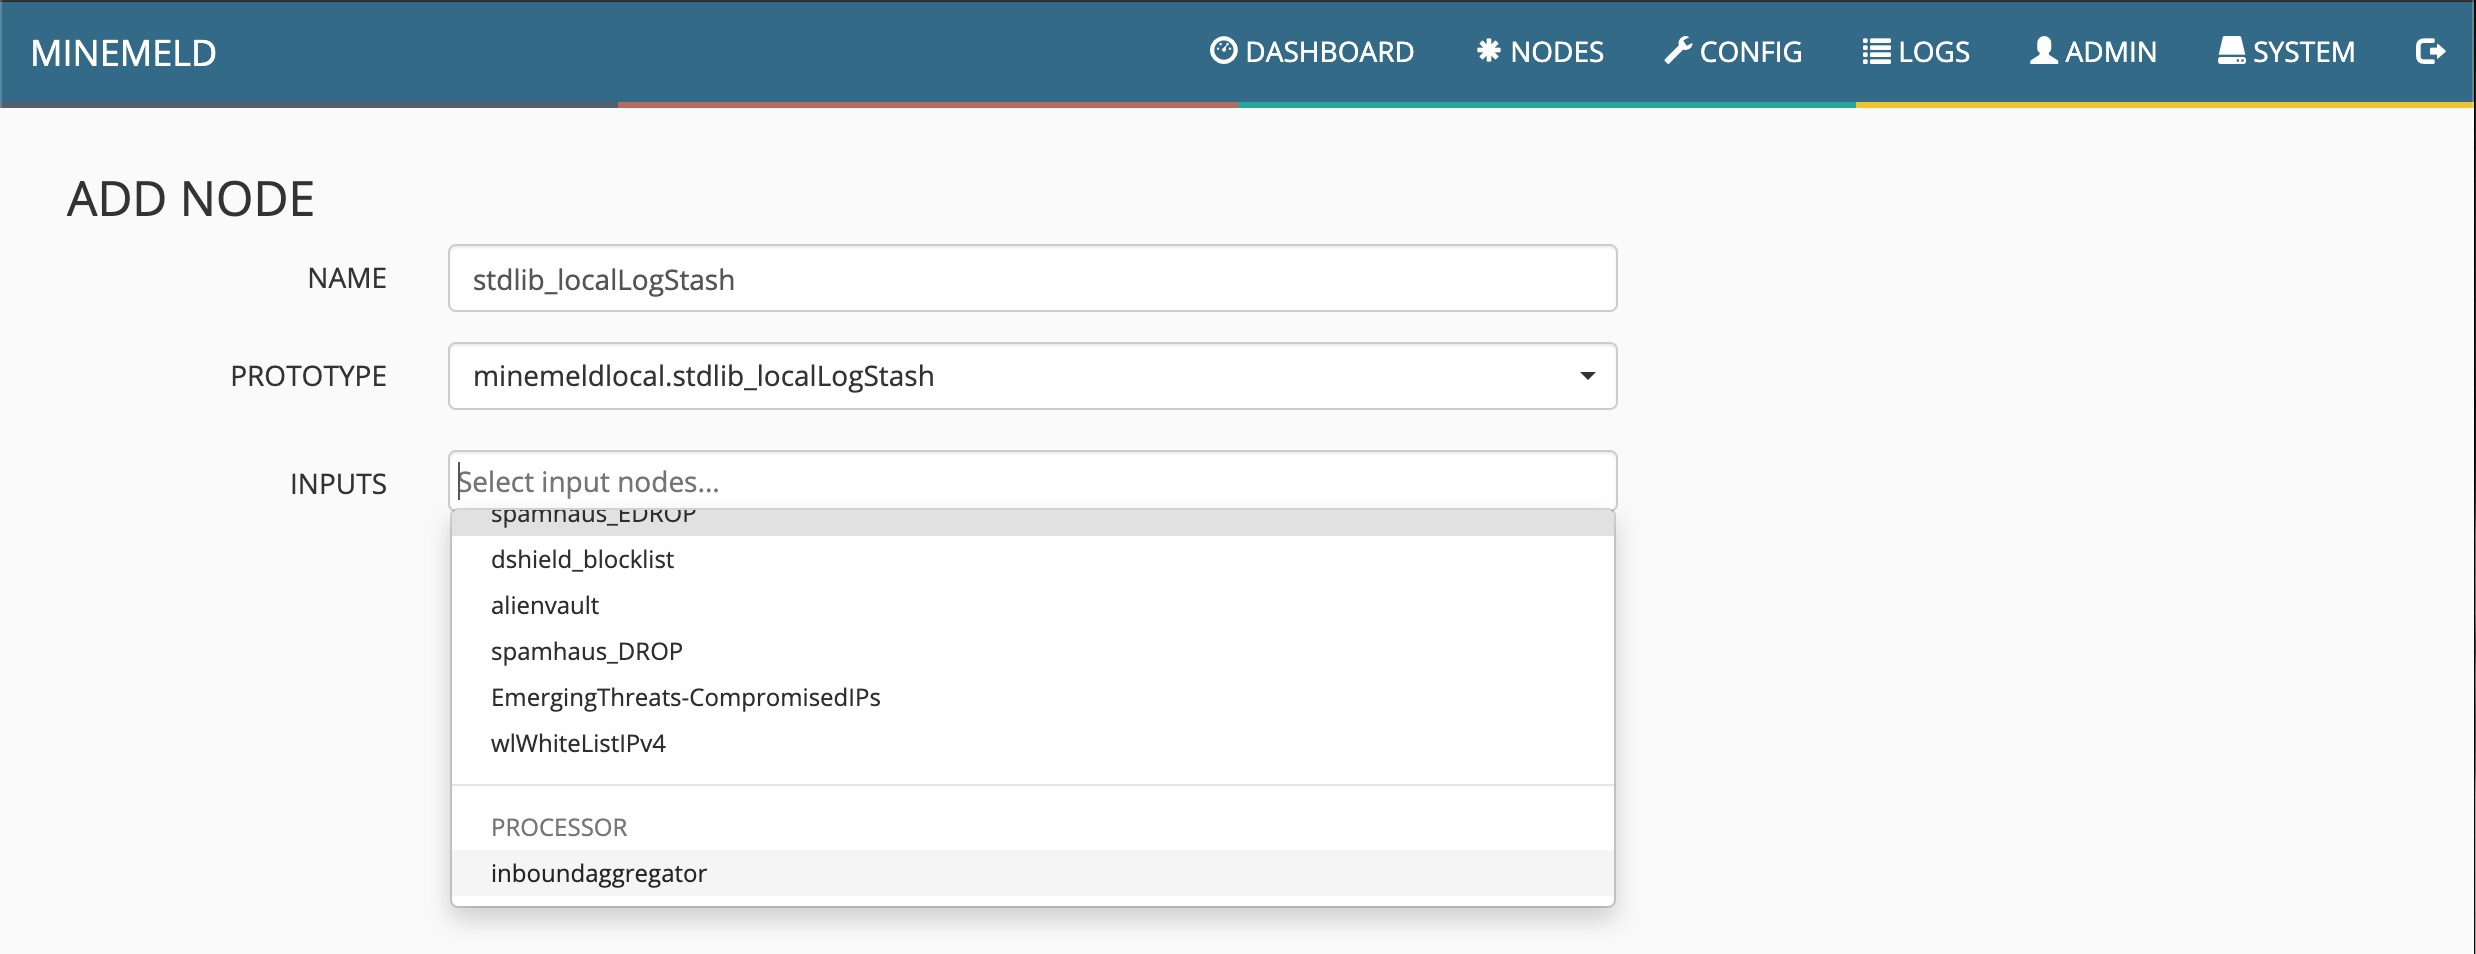 MINEMELD
DASHBOARD NODES CONFIG LOGS ADMIN SYSTEM
ADD NODE
NAME stdlib_localLogStash
PROTOTYPE minemeldlocal.stdlib_localLogStash
INPUTS Select input nodes...
spamhaus_EDROP
dshield_blocklist
alienvault
spamhaus_DROP
EmergingThreats-CompromisedIPs
wlWhiteListIPv4
PROCESSOR
inboundaggregator